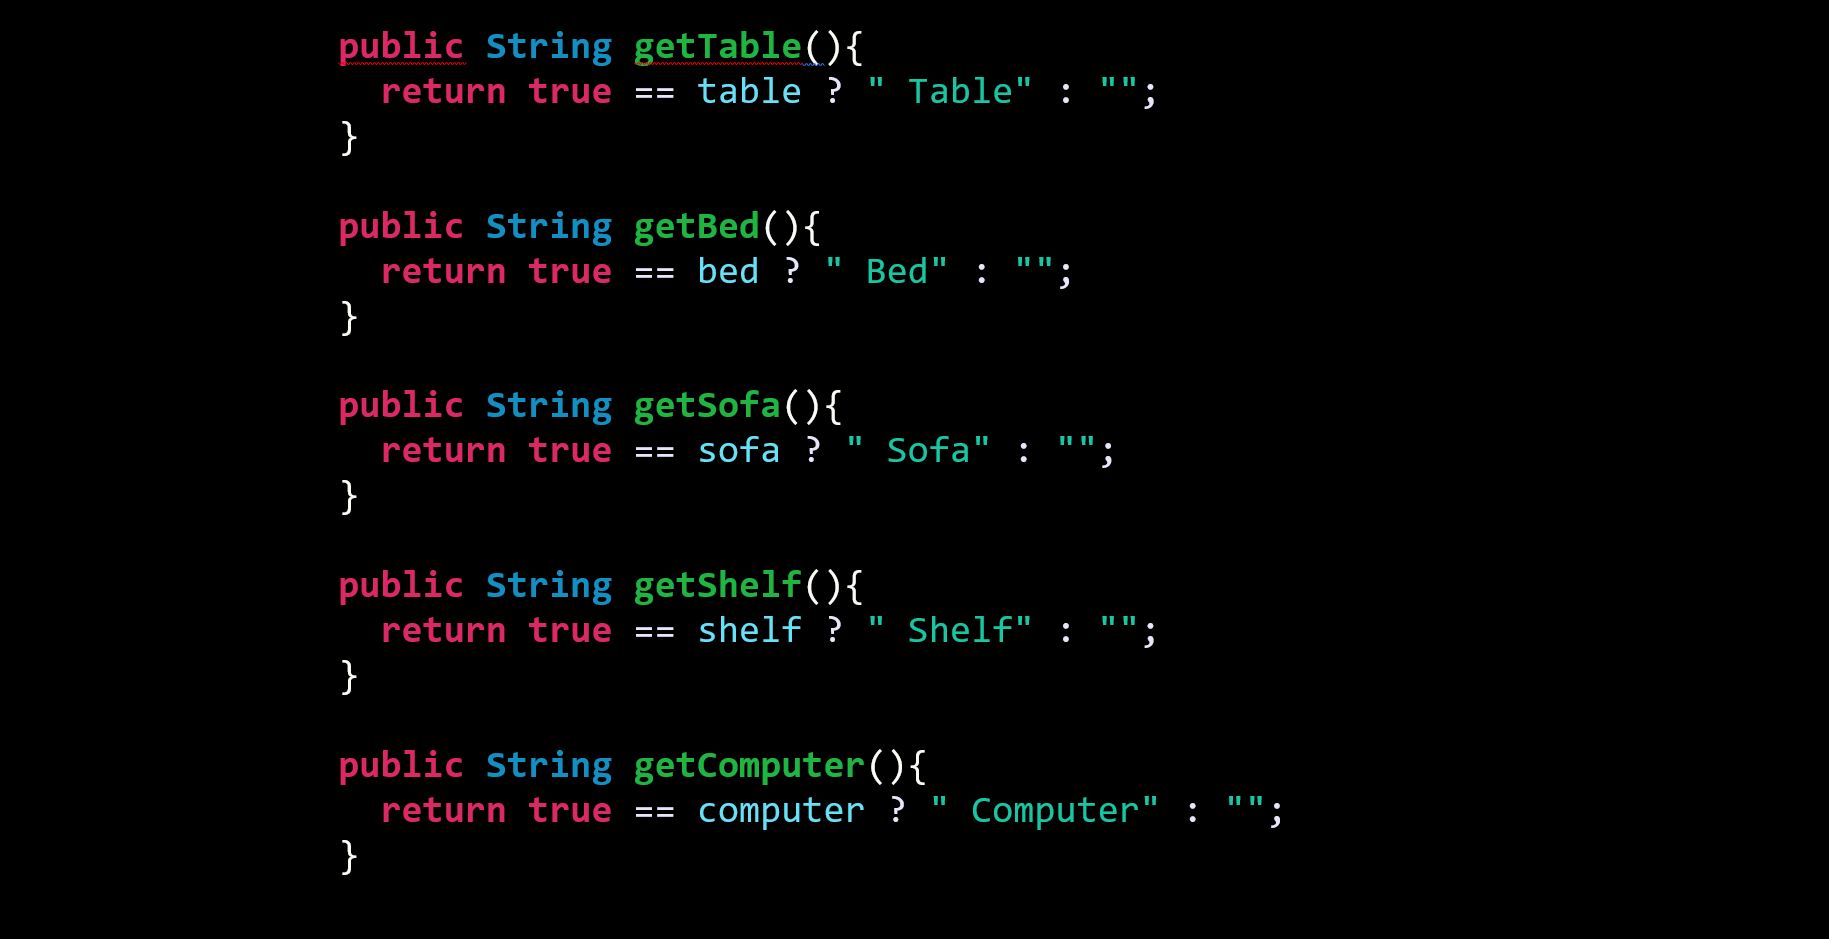 public String getTable(){
  return true == table ? " Table" : "";
}

public String getBed(){
  return true == bed ? " Bed" : "";
}

public String getSofa(){
  return true == sofa ? " Sofa" : "";
}

public String getShelf(){
  return true == shelf ? " Shelf" : "";
}

public String getComputer(){
  return true == computer ? " Computer" : "";
}